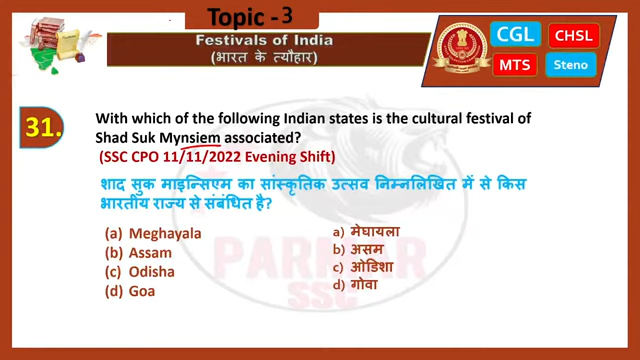 Topic -3
Festivals of India
(भारत के त्यौहार)
CGL
CHSL
MTS
Steno
31.
With which of the following Indian states is the cultural festival of
Shad Suk Mynsiem associated?
(SSC CPO 11/11/2022 Evening Shift)
शाद सुक माइन्सिएम का सांस्कृतिक उत्सव निम्नलिखित में से किस
भारतीय राज्य से संबंधित है?
(a) Meghayala
(b) Assam
(c) Odisha
(d) Goa
a) मेघायला
b) असम
c) ओडिशा
d) गोवा
PARMAR
SSC